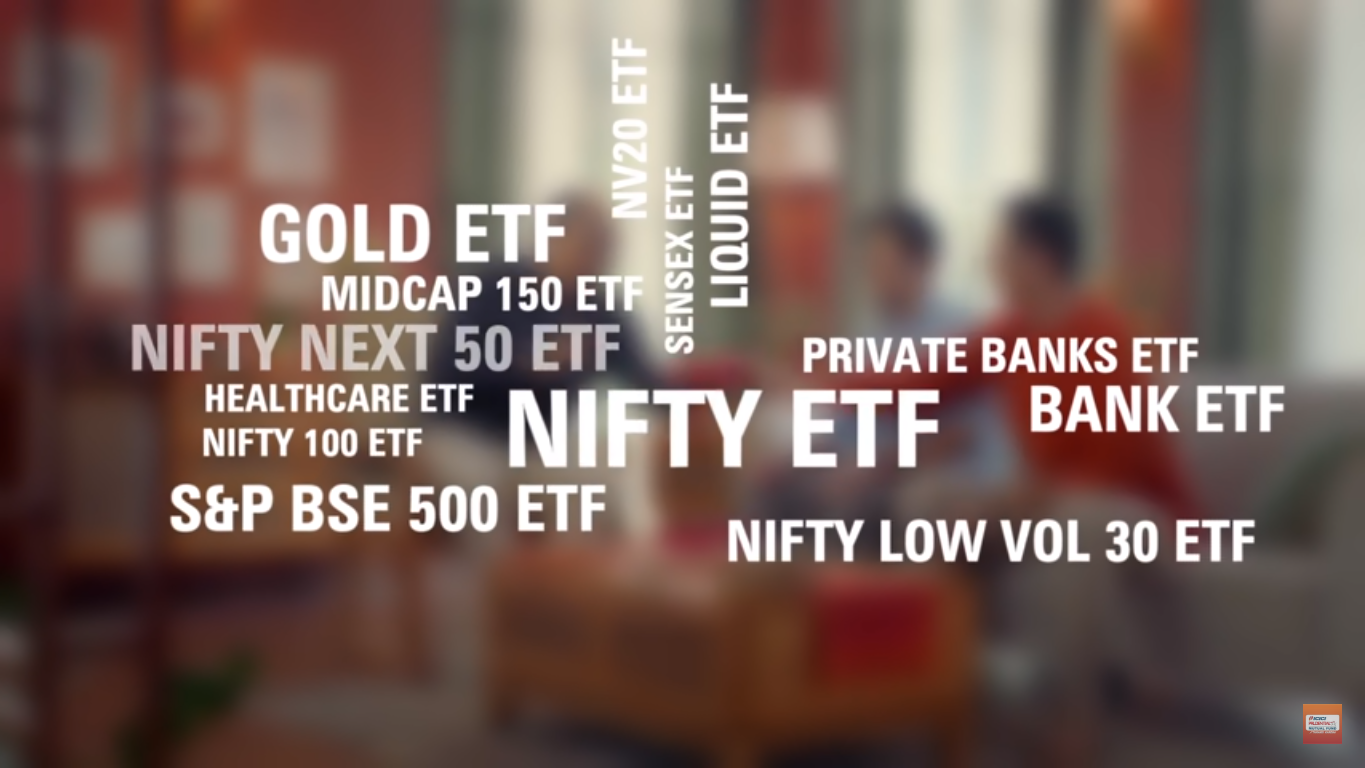 NV20 ETF
LIQUID ETF
SENSEX ETF
GOLD ETF
MIDCAP 150 ETF
NIFTY NEXT 50 ETF
PRIVATE BANKS ETF
HEALTHCARE ETF
NIFTY ETF
BANK ETF
NIFTY 100 ETF
S&P BSE 500 ETF
NIFTY LOW VOL 30 ETF